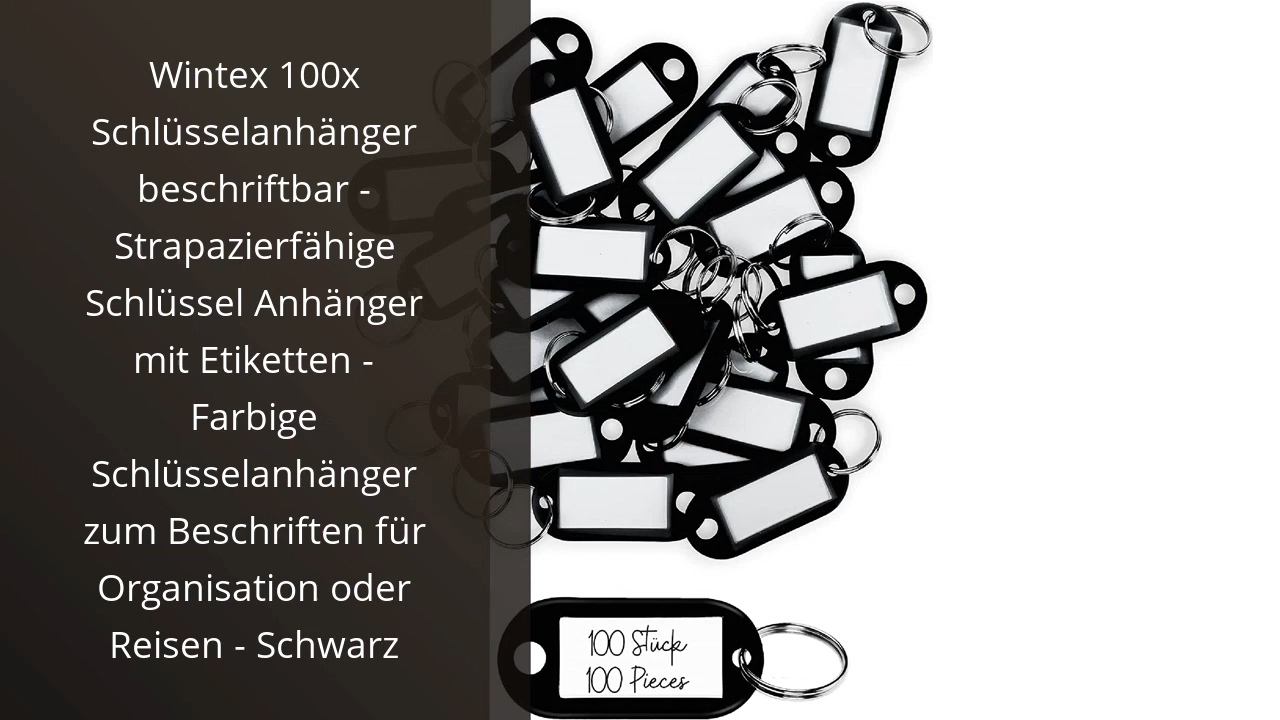 Wintex 100x
Schlüsselanhänger
beschriftbar -
Strapazierfähige
Schlüssel Anhänger
mit Etiketten -
Farbige
Schlüsselanhänger
zum Beschriften für
Organisation oder
Reisen - Schwarz
100 Stück
100 Pieces